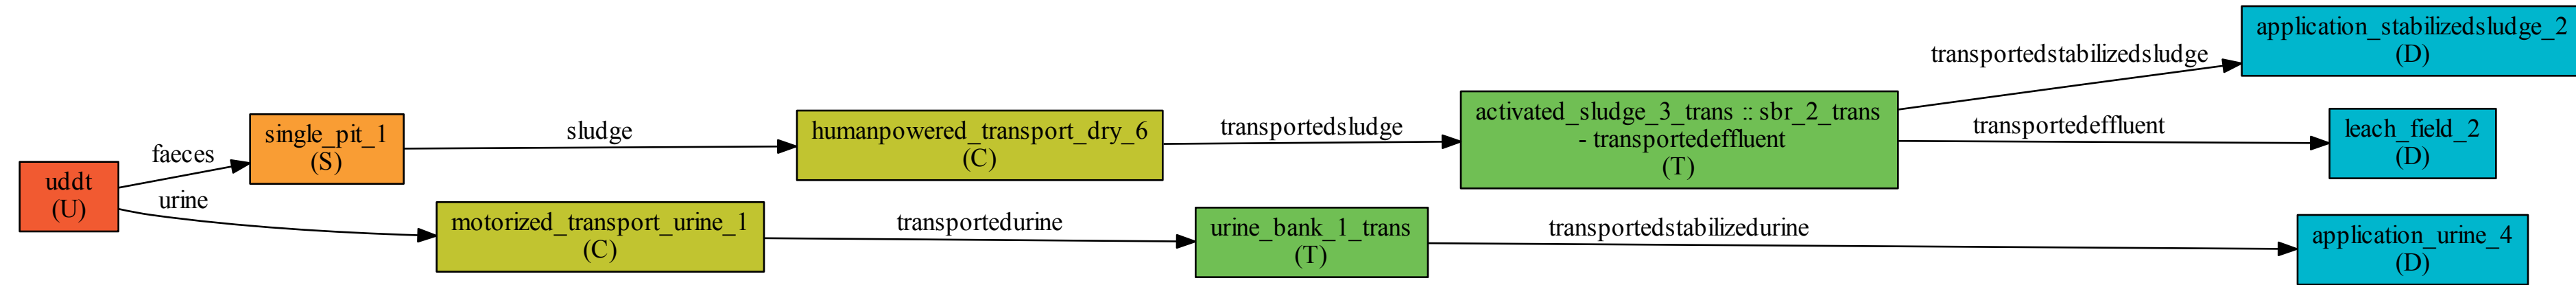 uddt
(U)
faeces
urine
single_pit_1
(S)
sludge
motorized_transport_urine_1
(C)
humanpowered_transport_dry_6
(C)
transportedurine
transportedsludge
urine_bank_1_trans
(T)
activated_sludge_3_trans :: sbr_2_trans
- transportedeffluent
(T)
transportedstabilizedurine
transportedstabilizedsludge
transportedeffluent
application_stabilizedsludge_2
(D)
leach_field_2
(D)
application_urine_4
(D)